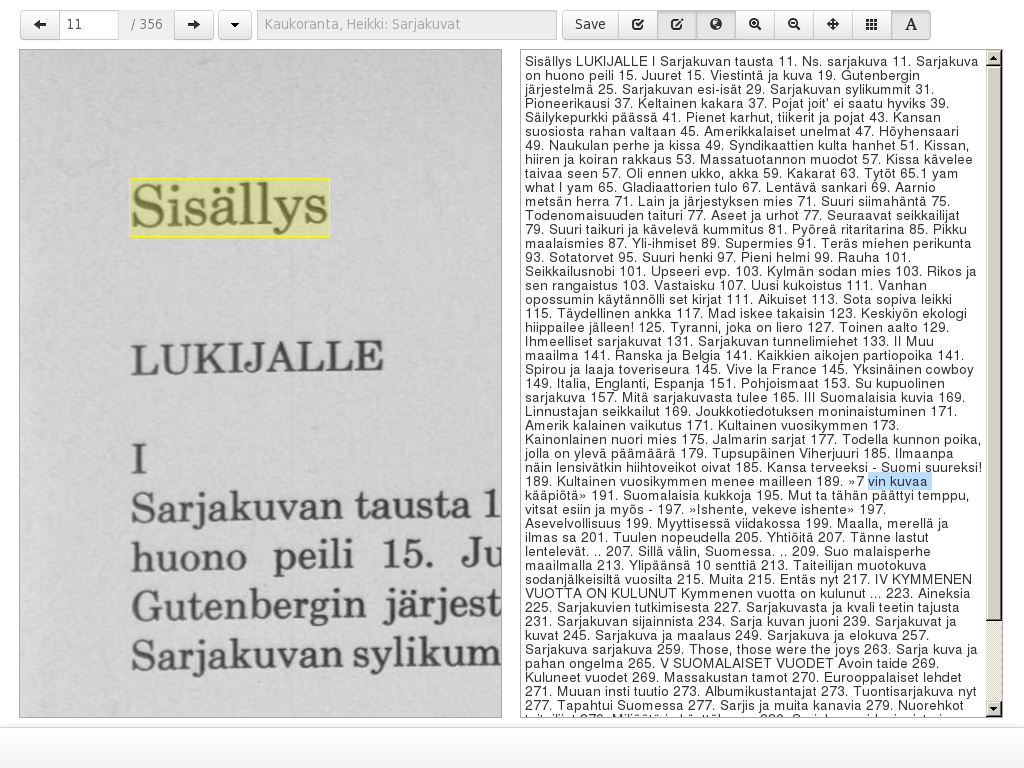 11 / 356 Kaukoranta, Heikki: Sarjakuvat Save A
Sisällys
LUKIJALLE
I
Sarjakuvan tausta 1
huono peili 15. Ju
Gutenbergin järjest
Sarjakuvan sylikum
Sisällys LUKIJALLE I Sarjakuvan tausta 11. Ns. sarjakuva 11. Sarjakuva
on huono peili 15. Juuret 15. Viestintä ja kuva 19. Gutenbergin
järjestelmä 25. Sarjakuvan esi-isät 29. Sarjakuvan sylikummit 31.
Pioneerikausi 37. Keltainen kakara 37. Pojat joit' ei saatu hyviks 39.
Säilykepurkki päässä 41. Pienet karhut, tiikerit ja pojat 43. Kansan
suosiosta rahan valtaan 45. Amerikkalaiset unelmat 47. Höyhensaari
49. Naukulan perhe ja kissa 49. Syndikaattien kulta hanhet 51. Kissan,
hiiren ja koiran rakkaus 53. Massatuotannon muodot 57. Kissa kävelee
taivaa seen 57. Oli ennen ukko, akka 59. Kakarat 63. Tytöt 65.1 yam
what I yam 65. Gladiaattorien tulo 67. Lentävä sankari 69. Aarnio
metsän herra 71. Lain ja järjestyksen mies 71. Suuri siimahäntä 75.
Todenomaisuuden taituri 77. Aseet ja urhot 77. Seuraavat seikkailijat
79. Suuri taikuri ja kävelevä kummitus 81. Pyöreä ritaritarina 85. Pikku
maalaismies 87. Yli-ihmiset 89. Supermies 91. Teräs miehen perikunta
93. Sotatorvet 95. Suuri henki 97. Pieni helmi 99. Rauha 101.
Seikkailusnobi 101. Upseeri evp. 103. Kylmän sodan mies 103. Rikos ja
sen rangaistus 103. Vastaisku 107. Uusi kukoistus 111. Vanhan
opossumin käytännölli set kirjat 111. Aikuiset 113. Sota sopiva leikki
115. Täydellinen ankka 117. Mad iskee takaisin 123. Keskiyön ekologi
hiippailee jälleen! 125. Tyranni, joka on liero 127. Toinen aalto 129.
Ihmeelliset sarjakuvat 131. Sarjakuvan tunnelimiehet 133. II Muu
maailma 141. Ranska ja Belgia 141. Kaikkien aikojen partiopoika 141.
Spirou ja laaja toveriseura 145. Vive la France 145. Yksinäinen cowboy
149. Italia, Englanti, Espanja 151. Pohjoismaat 153. Su kupuolinen
sarjakuva 157. Mitä sarjakuvasta tulee 165. III Suomalaisia kuvia 169.
Linnustajan seikkailut 169. Joukkotiedotuksen moninaistuminen 171.
Amerik kalainen vaikutus 171. Kultainen vuosikymmen 173.
Kainonlainen nuori mies 175. Jalmarin sarjat 177. Todella kunnon poika,
jolla on ylevä päämäärä 179. Tupsupäinen Viherjuuri 185. Ilmaanpa
näin lensivätkin hiihtoveikot oivat 185. Kansa terveeksi - Suomi suureksi!
189. Kultainen vuosikymmen menee mailleen 189. »7 vin kuvaa
kääpiötä» 191. Suomalaisia kukkoja 195. Mut ta tähän päättyi temppu,
vitsat esiin ja myös - 197. »Ishente, vekeve ishente» 197.
Asevelvollisuus 199. Myyttisessä viidakossa 199. Maalla, merellä ja
ilmas sa 201. Tuulen nopeudella 205. Yhtiöitä 207. Tänne lastut
lentelevät. .. 207. Sillä välin, Suomessa. .. 209. Suo malaisperhe
maailmalla 213. Ylipäänsä 10 senttiä 213. Taiteilijan muotokuva
sodanjälkeisiltä vuosilta 215. Muita 215. Entäs nyt 217. IV KYMMENEN
VUOTTA ON KULUNUT Kymmenen vuotta on kulunut ... 223. Aineksia
225. Sarjakuvien tutkimisesta 227. Sarjakuvasta ja kvali teetin tajusta
231. Sarjakuvan sijainnista 234. Sarja kuvan juoni 239. Sarjakuvat ja
kuvat 245. Sarjakuva ja maalaus 249. Sarjakuva ja elokuva 257.
Sarjakuva sarjakuva 259. Those, those were the joys 263. Sarja kuva ja
pahan ongelma 265. V SUOMALAISET VUODET Avoin taide 269.
Kuluneet vuodet 269. Massakustan tamot 270. Eurooppalaiset lehdet
271. Muuan insti tuutio 273. Albumikustantajat 273. Tuontisarjakuva nyt
277. Tapahtui Suomessa 277. Sarjis ja muita kanavia 279. Nuorehkot